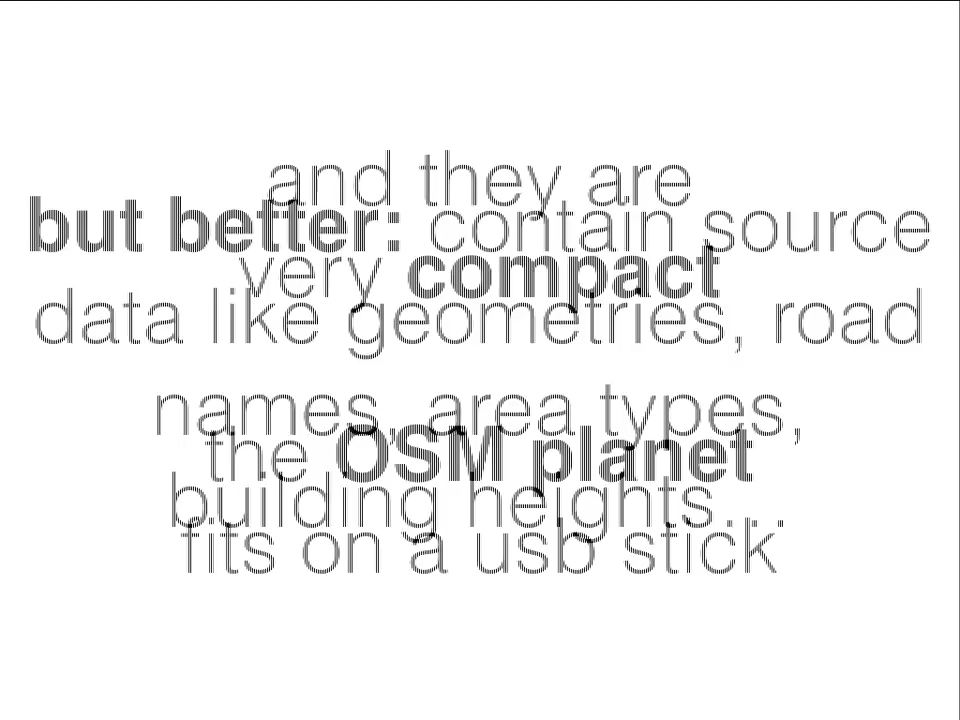 and they are
but better: contain source
very compact
data like geometries, road
names, area types,
the OSM planet
building heights...
fits on a usb stick